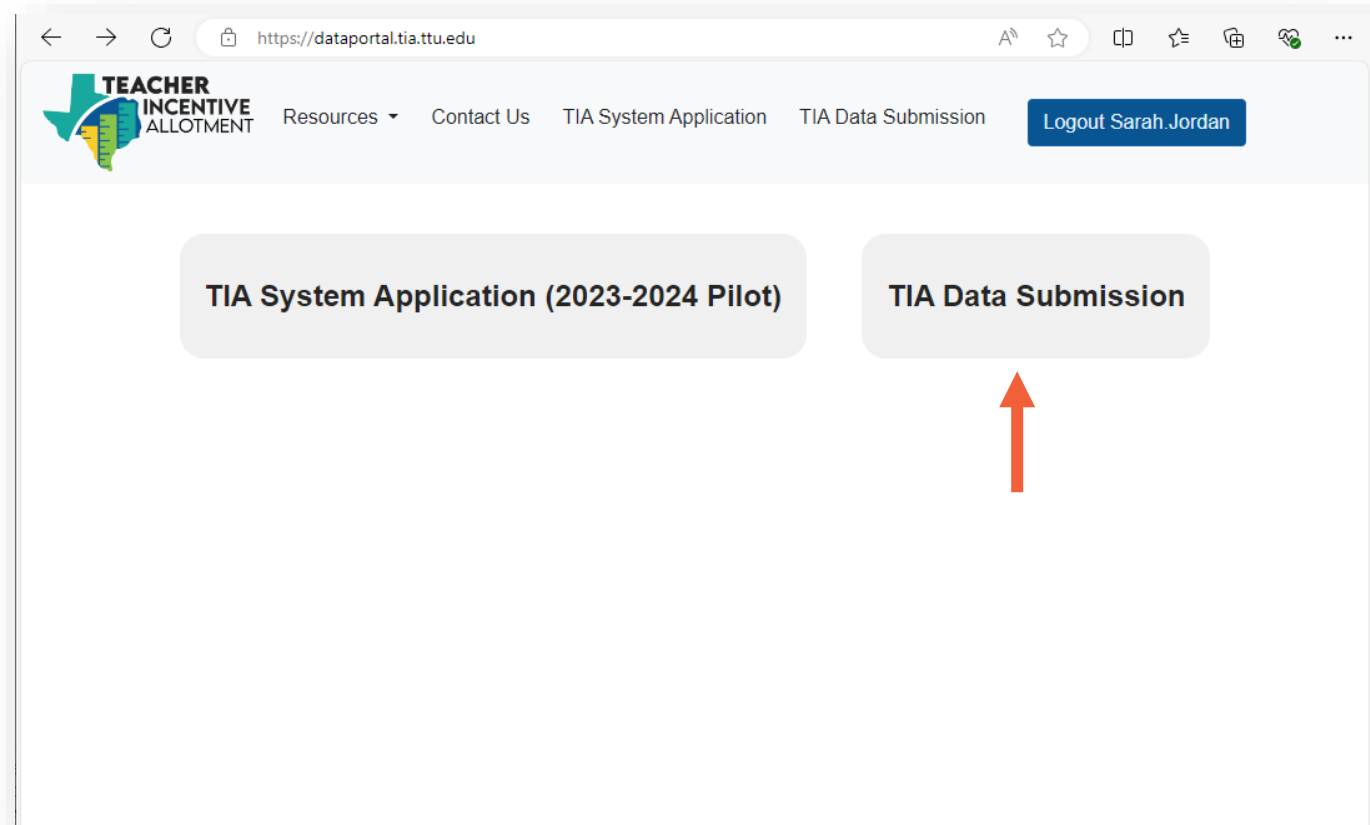 https://dataportal.tia.ttu.edu
TEACHER
INCENTIVE
ALLOTMENT
Resources
Contact Us
TIA System Application
TIA Data Submission
Logout Sarah.Jordan
TIA System Application (2023-2024 Pilot)
TIA Data Submission